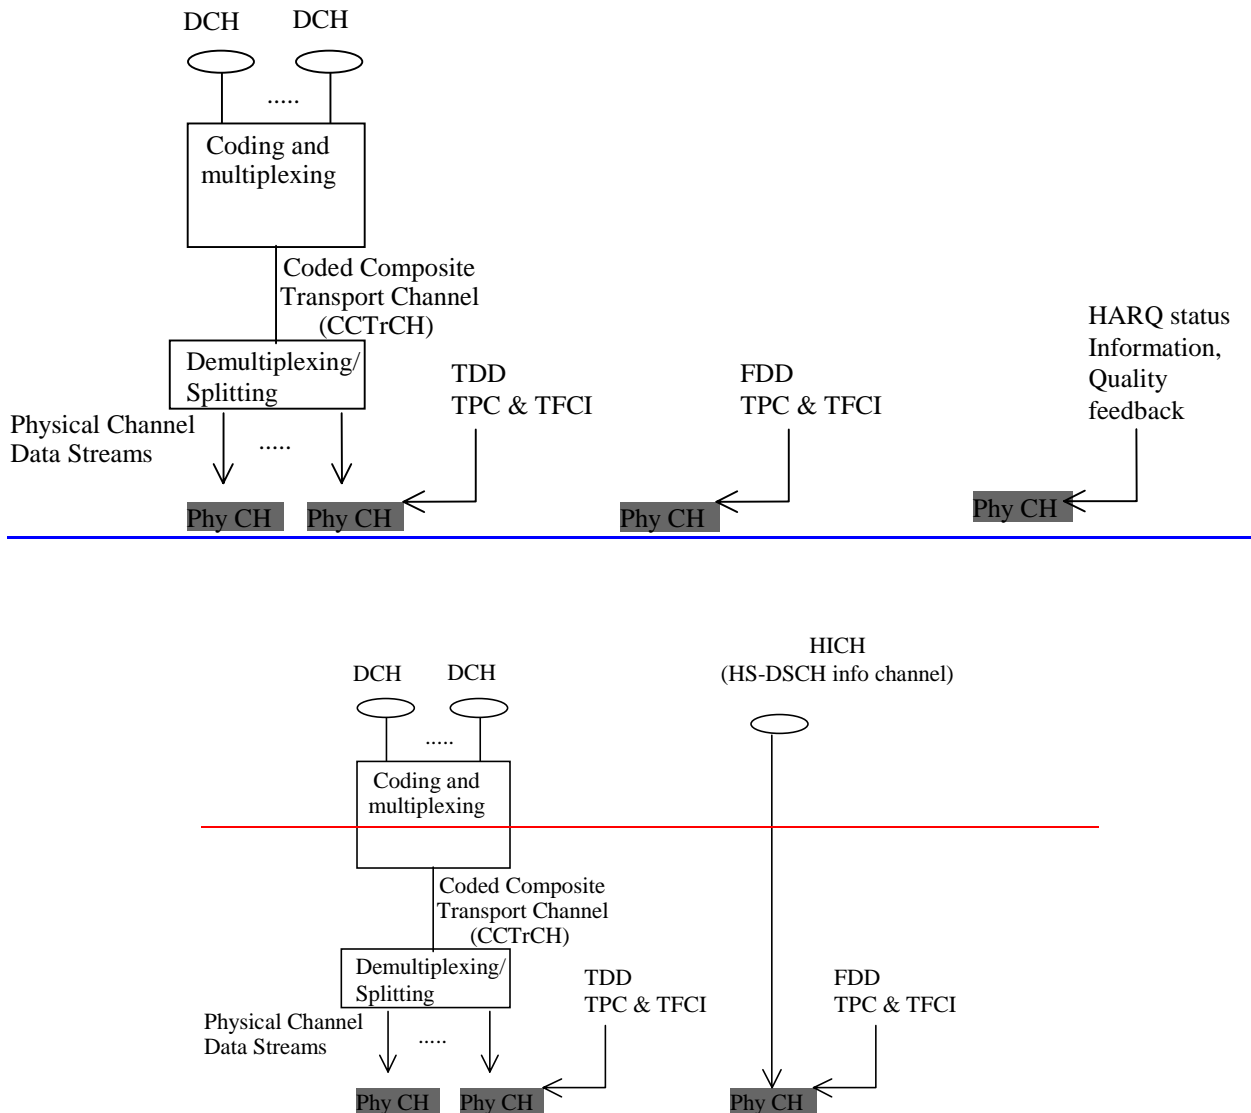 DCH DCH
.....
Coding and
multiplexing
Coded Composite
Transport Channel
(CCTrCH)
Demultiplexing/
Splitting
TDD
TPC & TFCI
FDD
TPC & TFCI
HARQ status
Information,
Quality
feedback
Physical Channel
Data Streams
.....
Phy CH Phy CH Phy CH Phy CH
HICH
(HS-DSCH info channel)
DCH DCH
.....
Coding and
multiplexing
Coded Composite
Transport Channel
(CCTrCH)
Demultiplexing/
Splitting
TDD
TPC & TFCI
FDD
TPC & TFCI
Physical Channel
Data Streams
.....
Phy CH Phy CH Phy CH